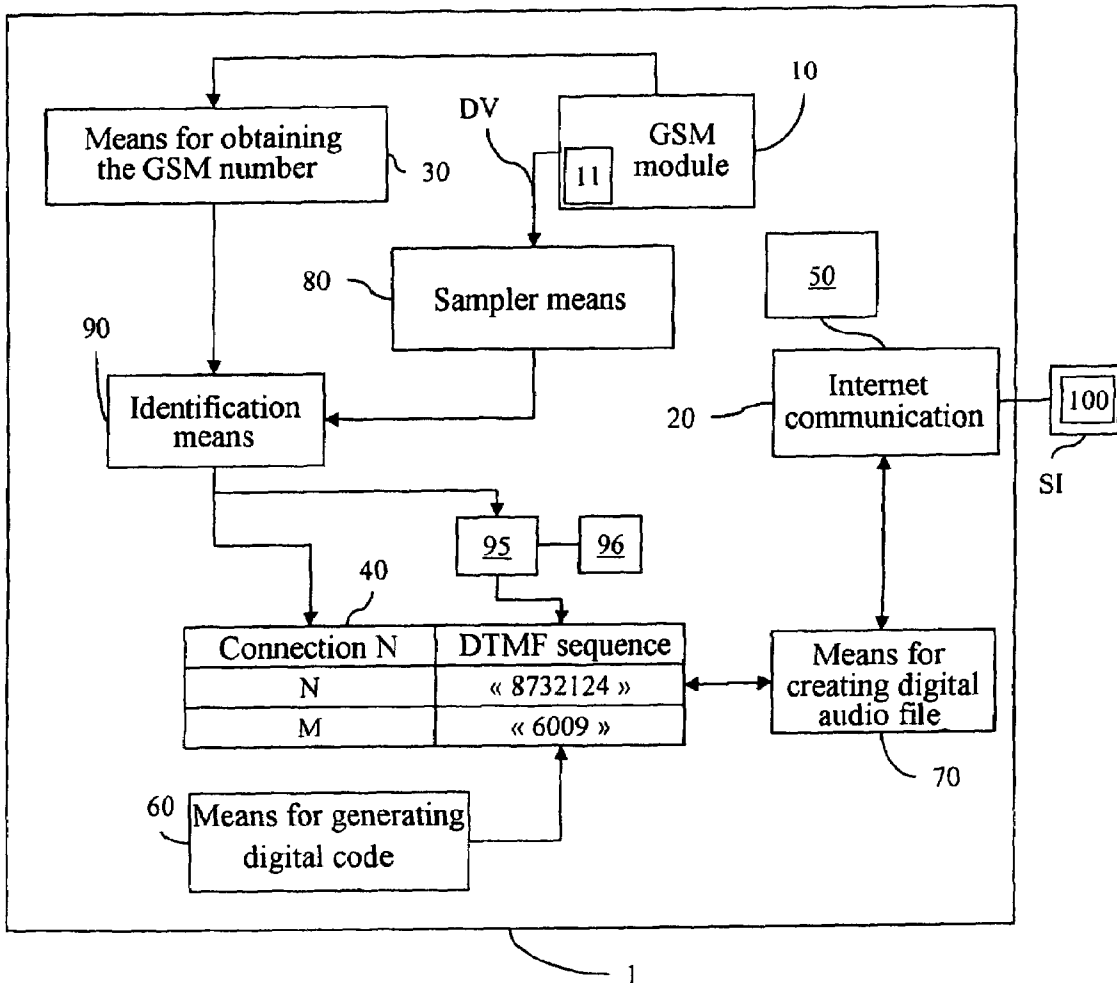 10
DV
Means for obtaining
the GSM number
GSM
module
11
30
80
Sampler means
50
90
Identification
means
20
Internet
communication
100
SI
95
96
40
Connection N
DTMF sequence
N
« 8732124 »
M
« 6009 »
Means for
creating digital
audio file
70
60
Means for generating
digital code
1